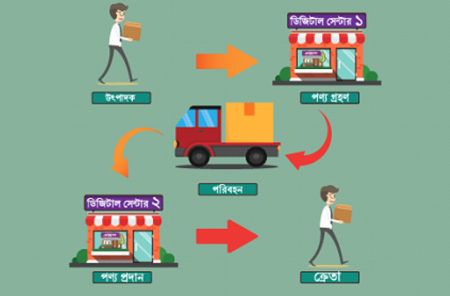 ডিজিটাল সেন্টার ১
উৎপাদক
পণ্য গ্রহণ
পরিবহন
ডিজিটাল সেন্টার ২
পণ্য প্রদান
ক্রেতা